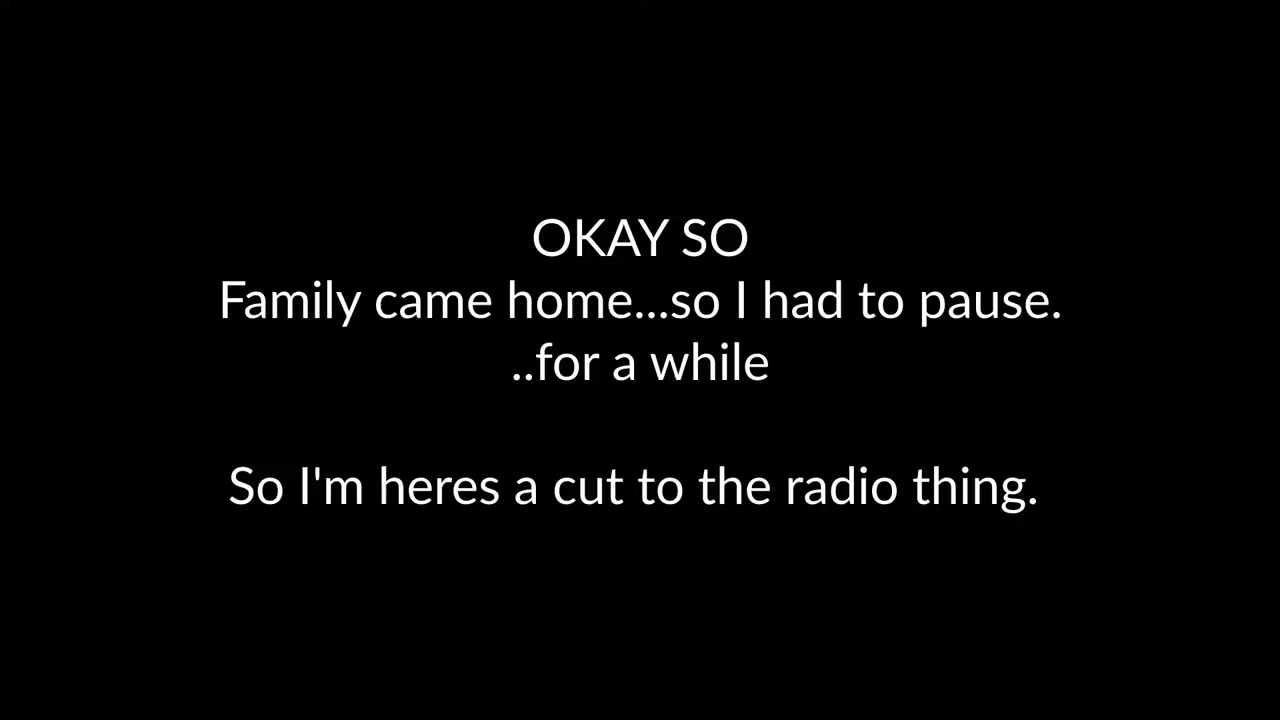 OKAY SO
Family came home...so I had to pause.
..for a while
So I'm heres a cut to the radio thing.